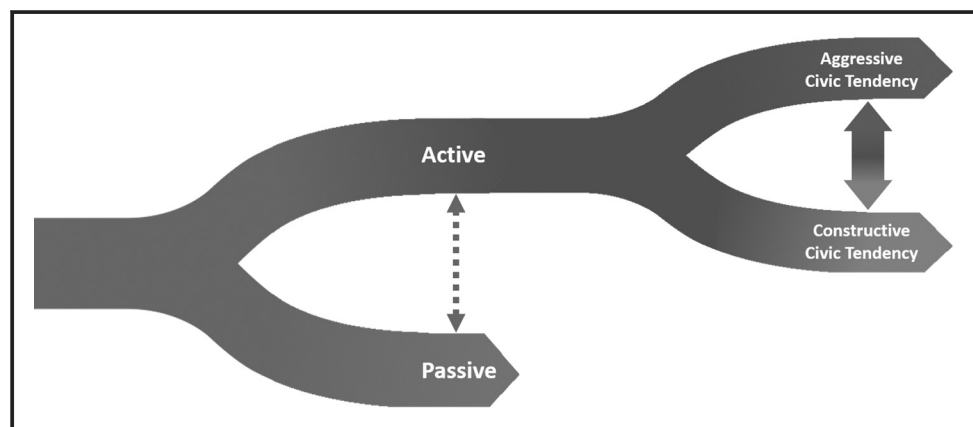 Aggressive
Civic Tendency
Active
Constructive
Civic Tendency
Passive